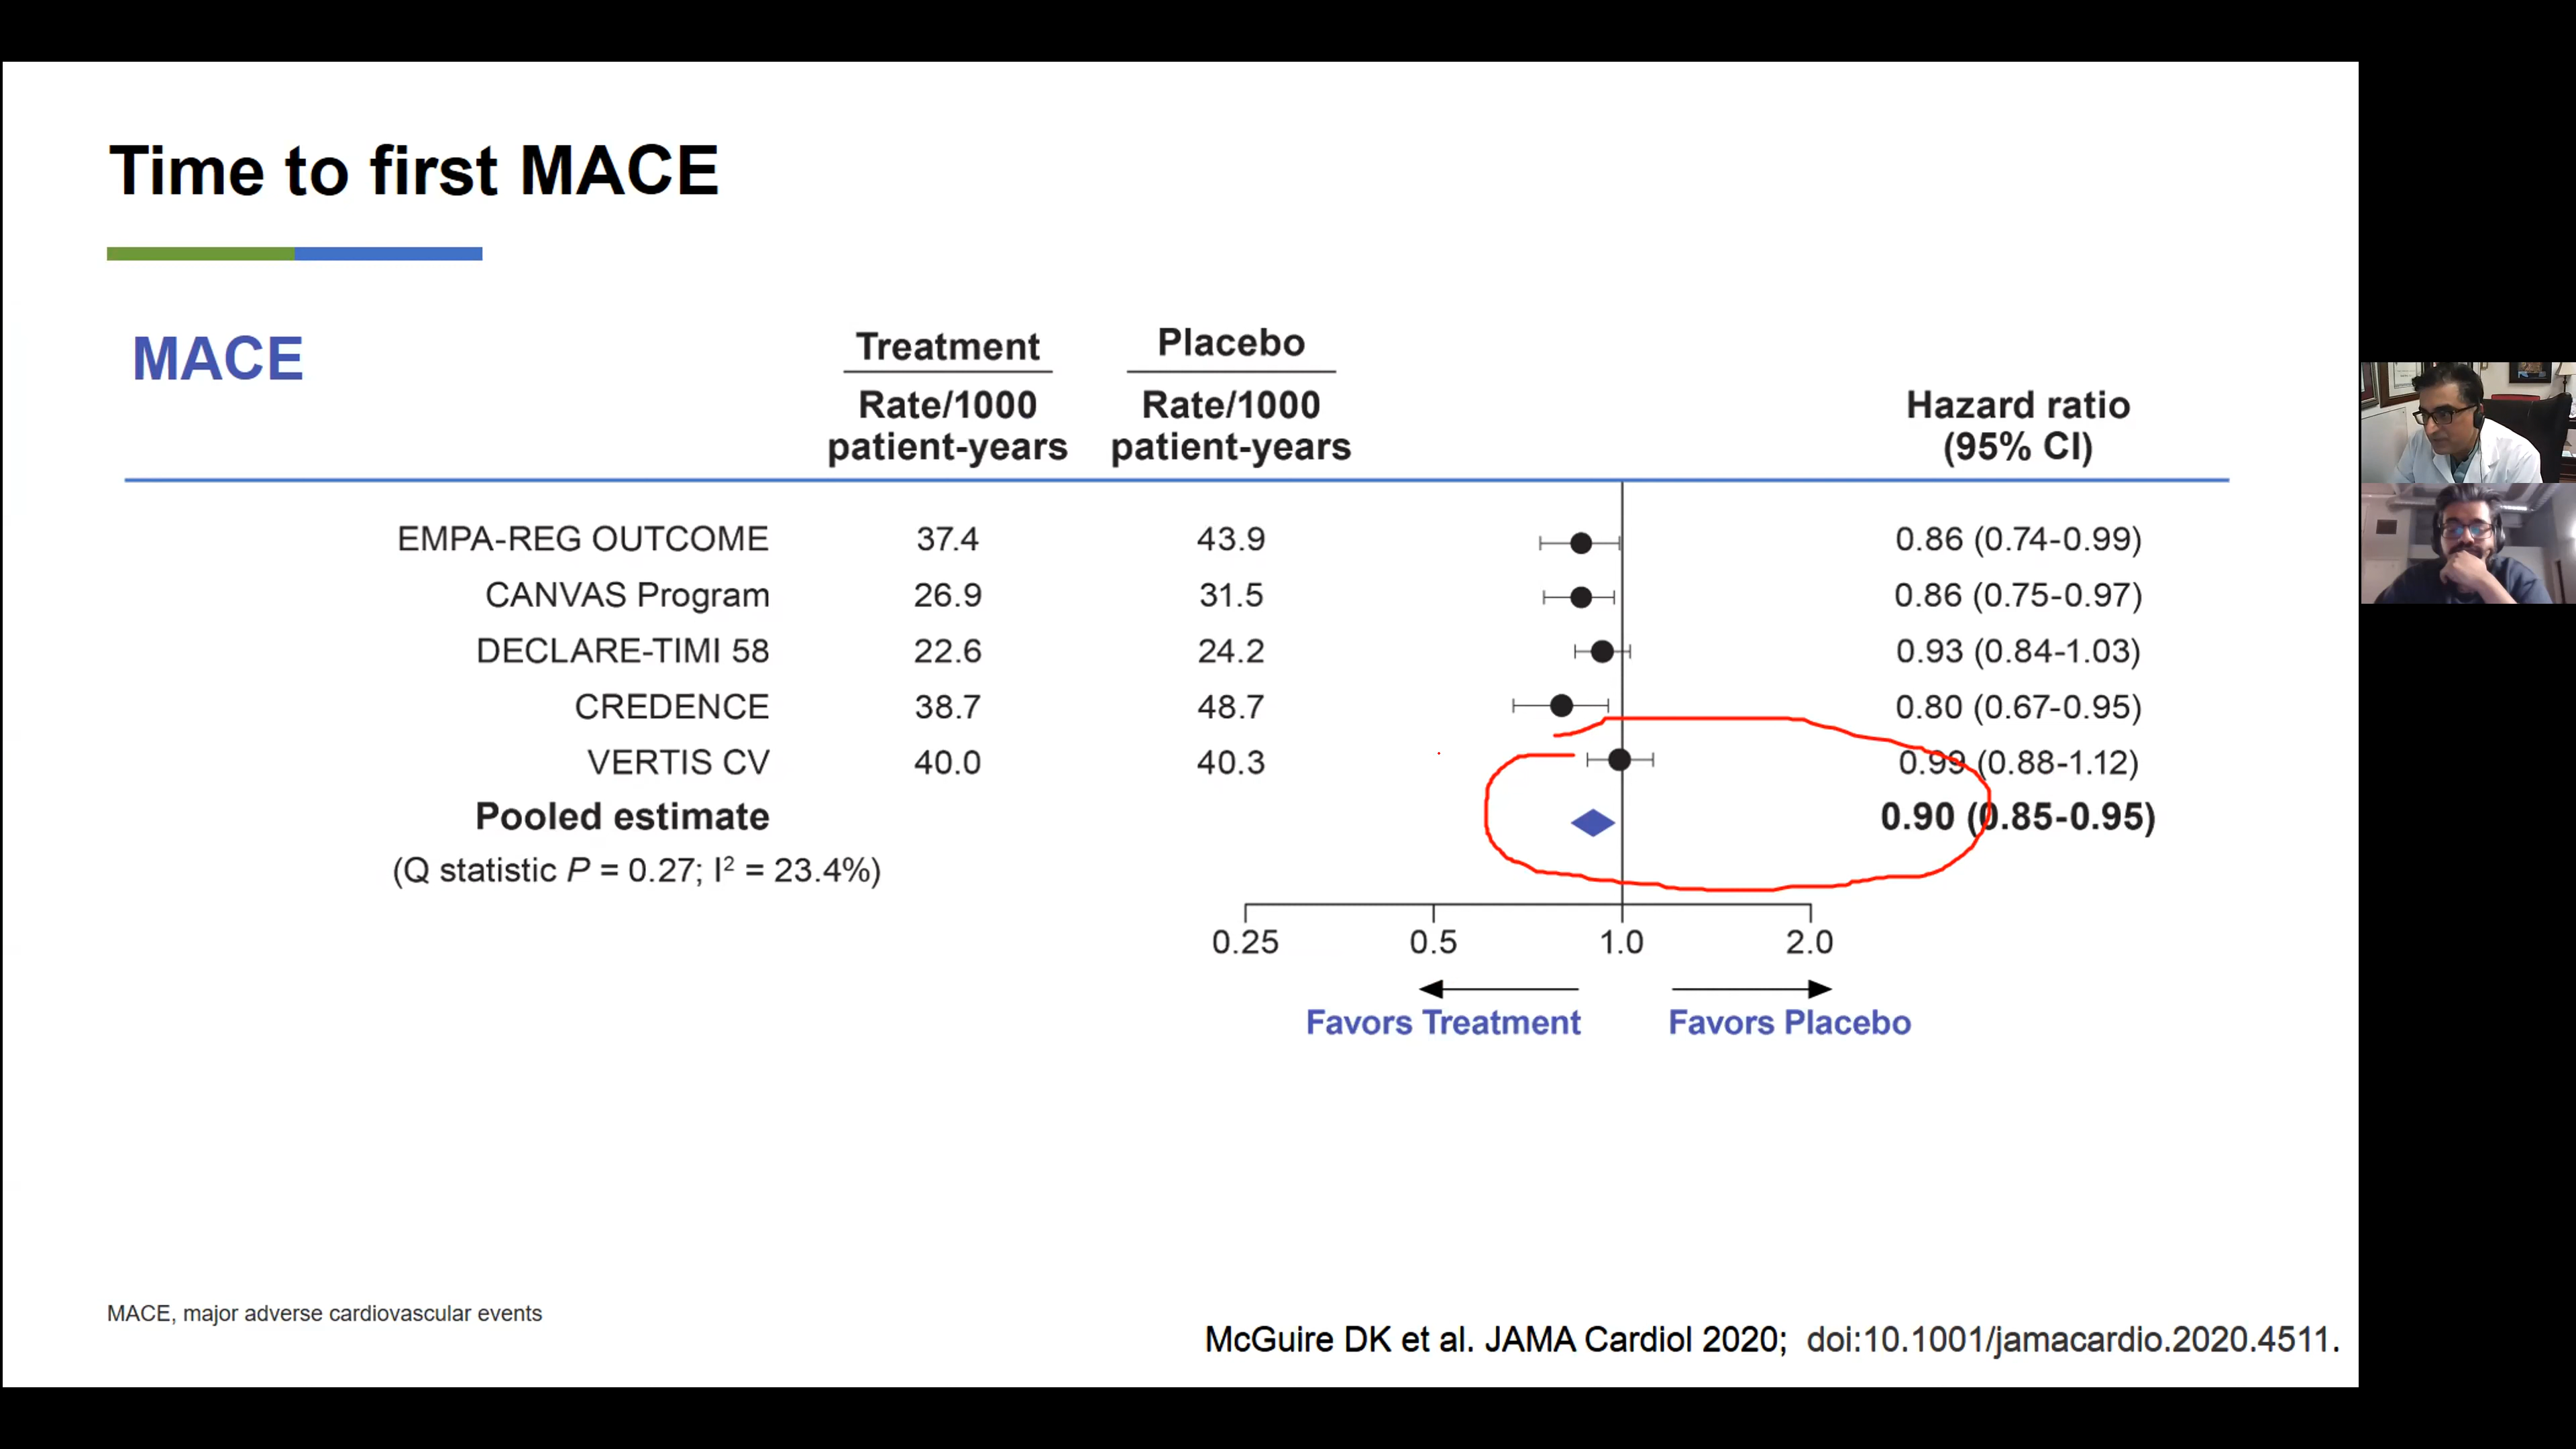 Time to first MACE
MACE
Treatment
Placebo
Rate/1000
patient-years
Rate/1000
patient-years
Hazard ratio
(95% CI)
EMPA-REG OUTCOME 37.4 43.9 0.86 (0.74-0.99)
CANVAS Program 26.9 31.5 0.86 (0.75-0.97)
DECLARE-TIMI 58 22.6 24.2 0.93 (0.84-1.03)
CREDENCE 38.7 48.7 0.80 (0.67-0.95)
VERTIS CV 40.0 40.3 0.99 (0.88-1.12)
Pooled estimate 0.90 (0.85-0.95)
(Q statistic P = 0.27; I² = 23.4%)
0.25 0.5 1.0 2.0
Favors Treatment Favors Placebo
MACE, major adverse cardiovascular events
McGuire DK et al. JAMA Cardiol 2020; doi:10.1001/jamacardio.2020.4511.